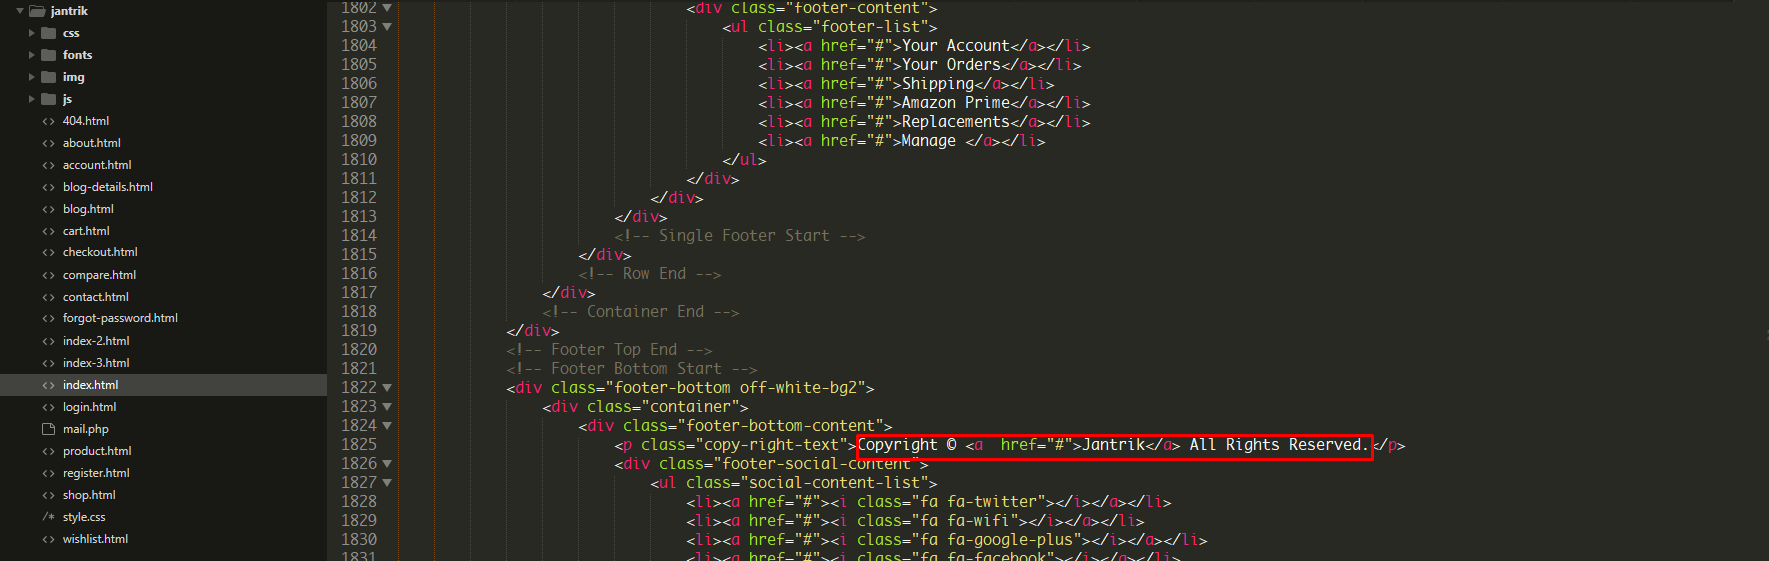 jantrik
css
fonts
img
js
404.html
about.html
account.html
blog-details.html
blog.html
cart.html
checkout.html
compare.html
contact.html
forgot-password.html
index-2.html
index-3.html
index.html
login.html
mail.php
product.html
register.html
shop.html
/* style.css
wishlist.html
1802 <div class="footer-content">
1803 <ul class="footer-list">
1804 <li><a href="#">Your Account</a></li>
1805 <li><a href="#">Your Orders</a></li>
1806 <li><a href="#">Shipping</a></li>
1807 <li><a href="#">Amazon Prime</a></li>
1808 <li><a href="#">Replacements</a></li>
1809 <li><a href="#">Manage </a></li>
1810 </ul>
1811 </div>
1812 </div>
1813 </div>
1814 <!-- Single Footer Start -->
1815 </div>
1816 <!-- Row End -->
1817 </div>
1818 <!-- Container End -->
1819 </div>
1820 <!-- Footer Top End -->
1821 <!-- Footer Bottom Start -->
1822 <div class="footer-bottom off-white-bg2">
1823 <div class="container">
1824 <div class="footer-bottom-content">
1825 <p class="copy-right-text">Copyright © <a  href="#">Jantrik</a> All Rights Reserved.</p>
1826 <div class="footer-social-content">
1827 <ul class="social-content-list">
1828 <li><a href="#"><i class="fa fa-twitter"></i></a></li>
1829 <li><a href="#"><i class="fa fa-wifi"></i></a></li>
1830 <li><a href="#"><i class="fa fa-google-plus"></i></a></li>
1831 <li><a href="#"><i class="fa fa-facebook"></i></a></li>